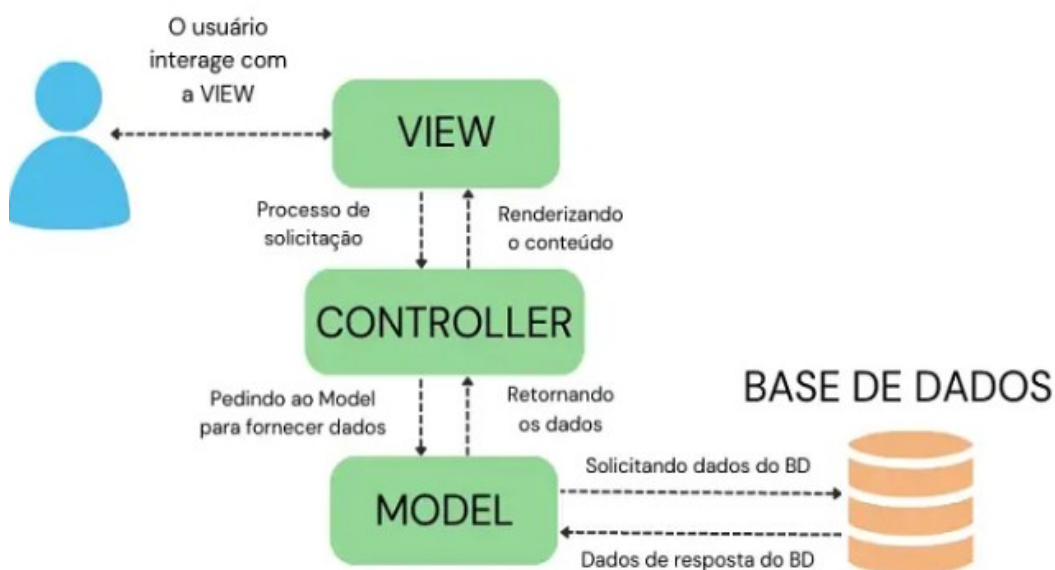 O usuário
interage com
a VIEW
VIEW
Processo de
solicitação
Renderizando
o conteúdo
CONTROLLER
Pedindo ao Model
para fornecer dados
Retornando
os dados
BASE DE DADOS
MODEL
Solicitando dados do BD
Dados de resposta do BD